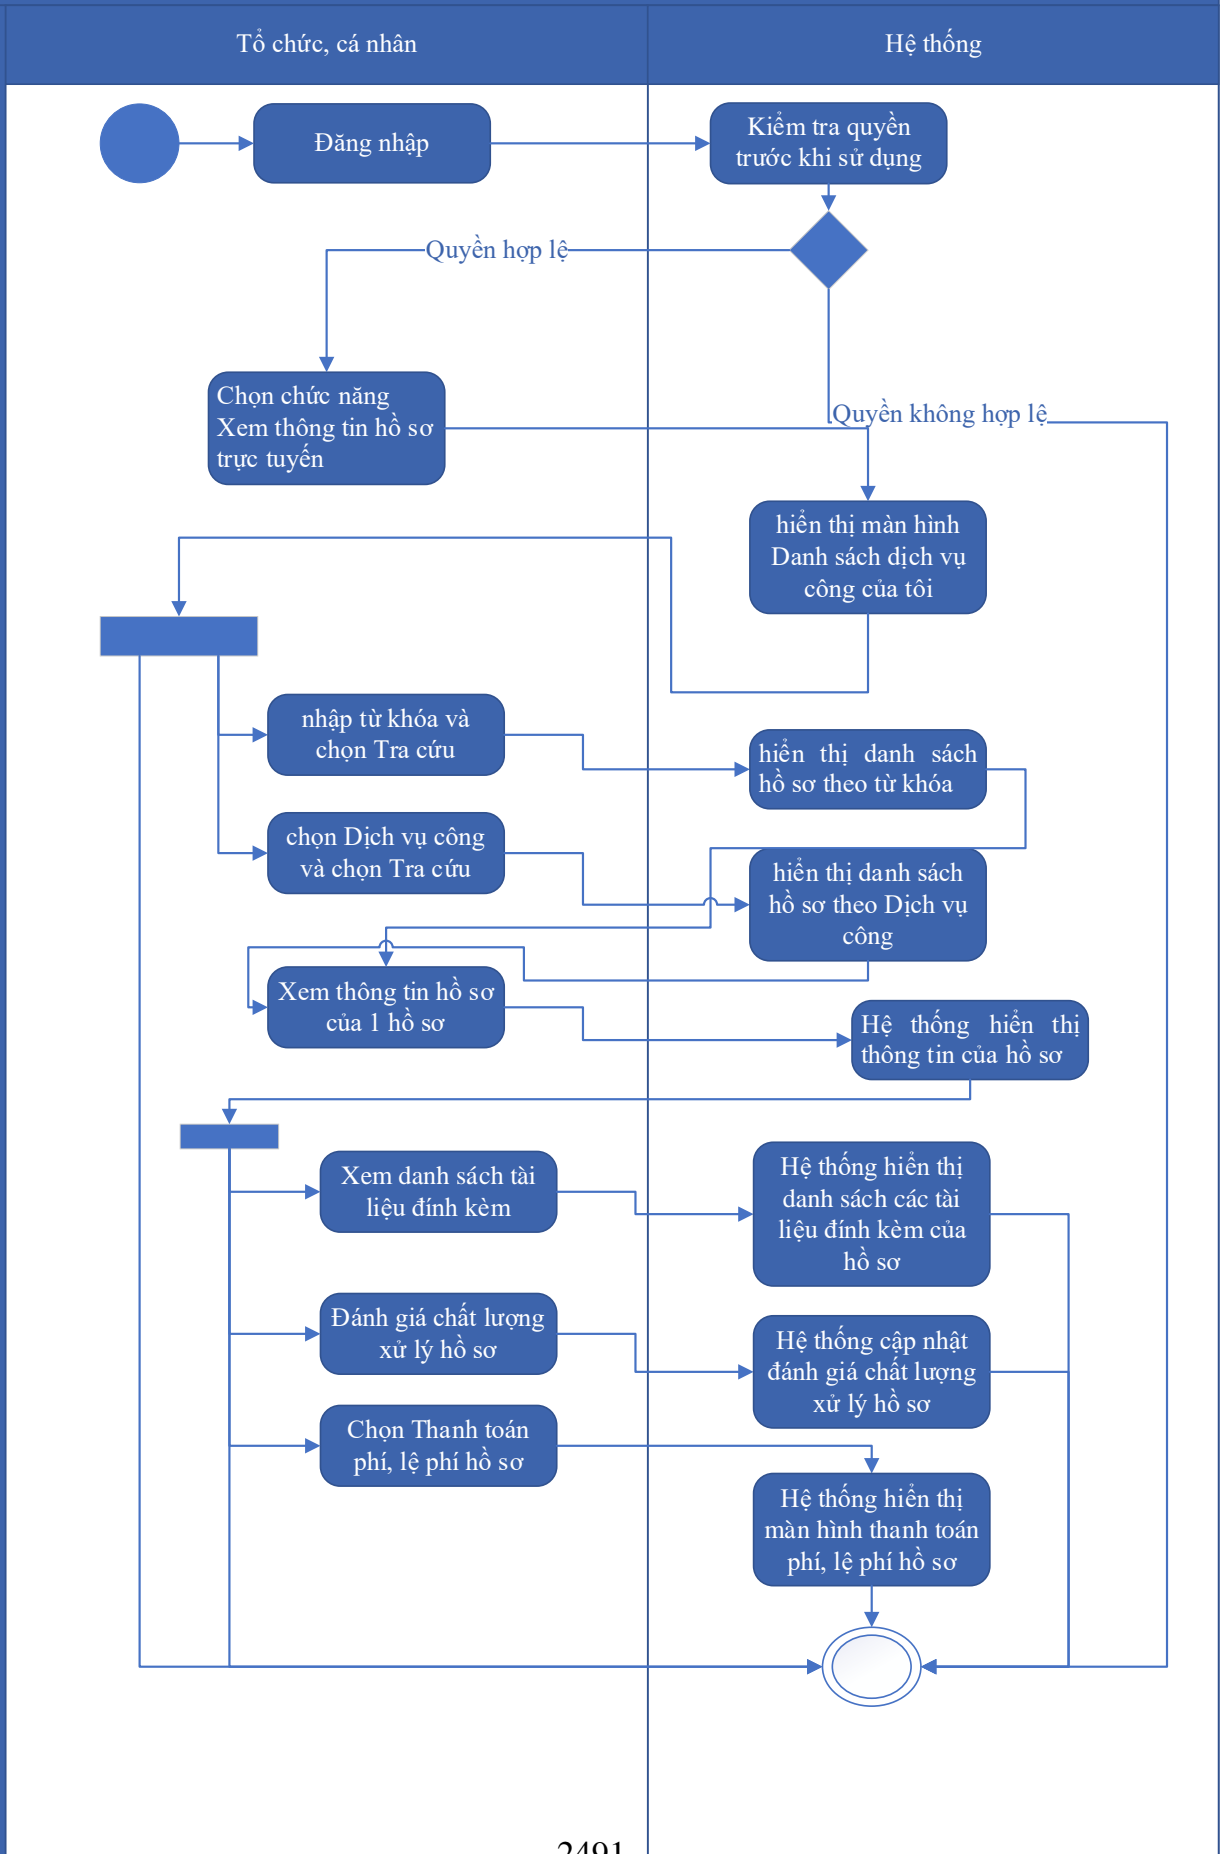 Tổ chức, cá nhân
Hệ thống
Đăng nhập
Kiểm tra quyền
trước khi sử dụng
Quyền hợp lệ
Chọn chức năng
Xem thông tin hồ sơ
trực tuyến
Quyền không hợp lệ
hiển thị màn hình
Danh sách dịch vụ
công của tôi
nhập từ khóa và
chọn Tra cứu
hiển thị danh sách
hồ sơ theo từ khóa
chọn Dịch vụ công
và chọn Tra cứu
hiển thị danh sách
hồ sơ theo Dịch vụ
công
Xem thông tin hồ sơ
của 1 hồ sơ
Hệ thống hiển thị
thông tin của hồ sơ
Xem danh sách tài
liệu đính kèm
Hệ thống hiển thị
danh sách các tài
liệu đính kèm của
hồ sơ
Đánh giá chất lượng
xử lý hồ sơ
Hệ thống cập nhật
đánh giá chất lượng
xử lý hồ sơ
Chọn Thanh toán
phí, lệ phí hồ sơ
Hệ thống hiển thị
màn hình thanh toán
phí, lệ phí hồ sơ
2491